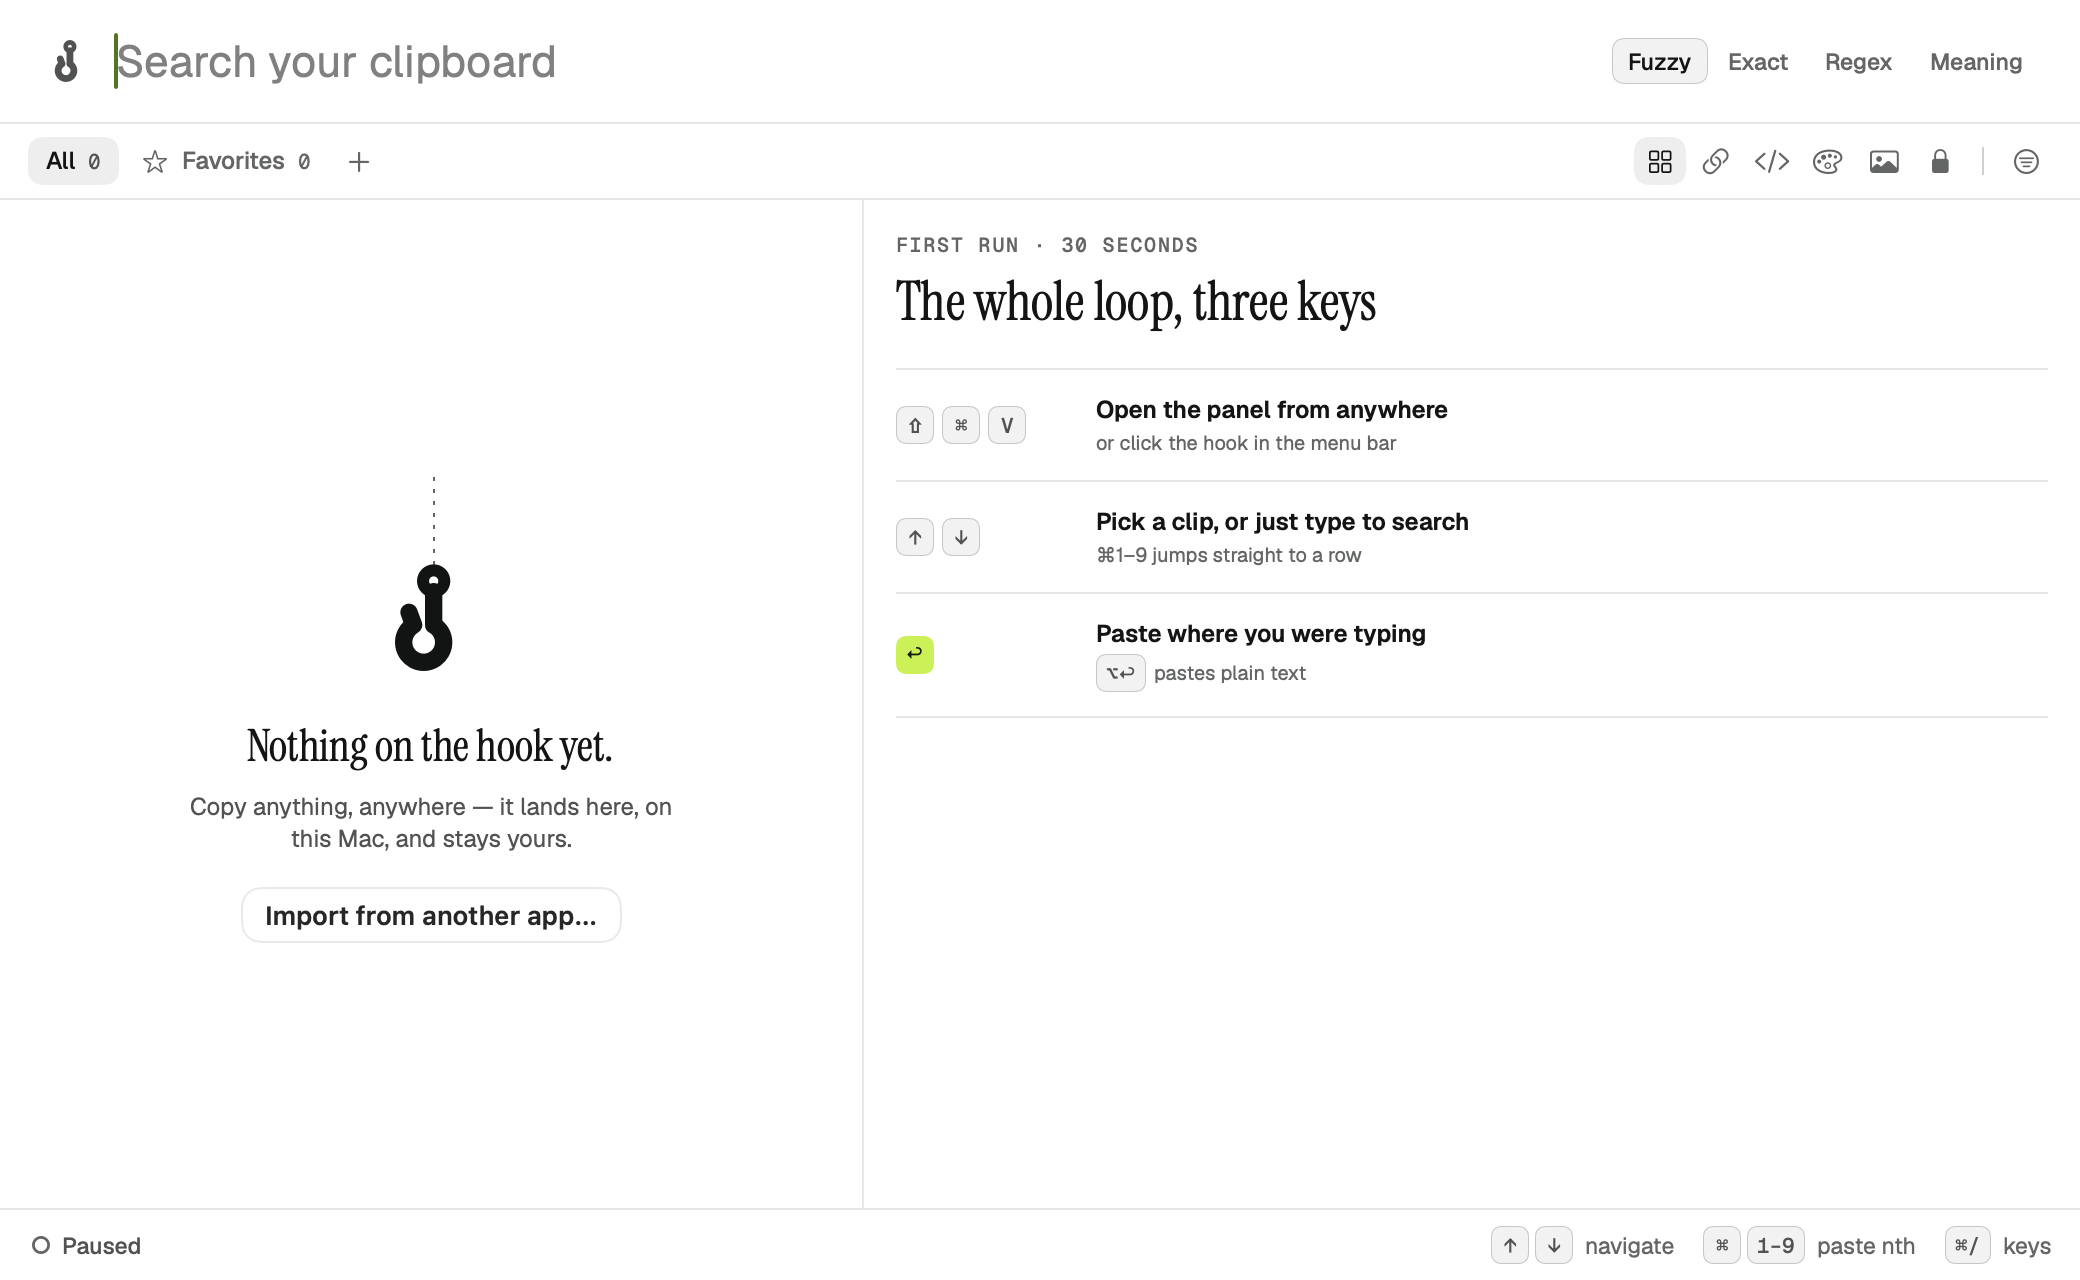 Search your clipboard
Fuzzy Exact Regex Meaning
All 0 Favorites 0
FIRST RUN · 30 SECONDS
The whole loop, three keys
⇧ ⌘ V
Open the panel from anywhere
or click the hook in the menu bar
↑ ↓
Pick a clip, or just type to search
⌘1–9 jumps straight to a row
↩
Paste where you were typing
⌥↩ pastes plain text
Nothing on the hook yet.
Copy anything, anywhere — it lands here, on
this Mac, and stays yours.
Import from another app...
Paused
↑ ↓ navigate ⌘ 1–9 paste nth ⌘/ keys